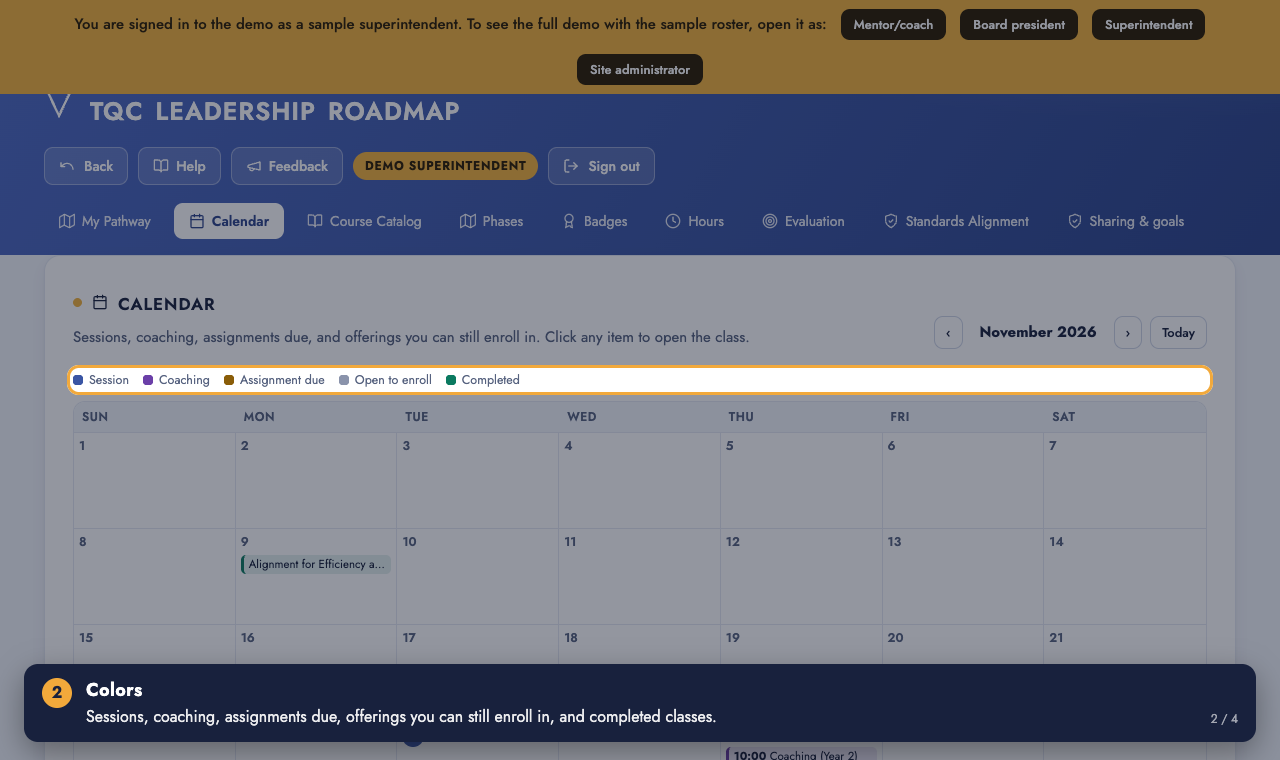 You are signed in to the demo as a sample superintendent. To see the full demo with the sample roster, open it as: Mentor/coach Board president Superintendent
Site administrator
TQC LEADERSHIP ROADMAP
Back Help Feedback DEMO SUPERINTENDENT Sign out
My Pathway Calendar Course Catalog Phases Badges Hours Evaluation Standards Alignment Sharing & goals
CALENDAR
Sessions, coaching, assignments due, and offerings you can still enroll in. Click any item to open the class.
‹ November 2026 › Today
Session Coaching Assignment due Open to enroll Completed
SUN MON TUE WED THU FRI SAT
1 2 3 4 5 6 7
8 9 10 11 12 13 14
Alignment for Efficiency a...
15 16 17 18 19 20 21
2 Colors
Sessions, coaching, assignments due, offerings you can still enroll in, and completed classes.
2 / 4
10:00 Coaching (Year 2)